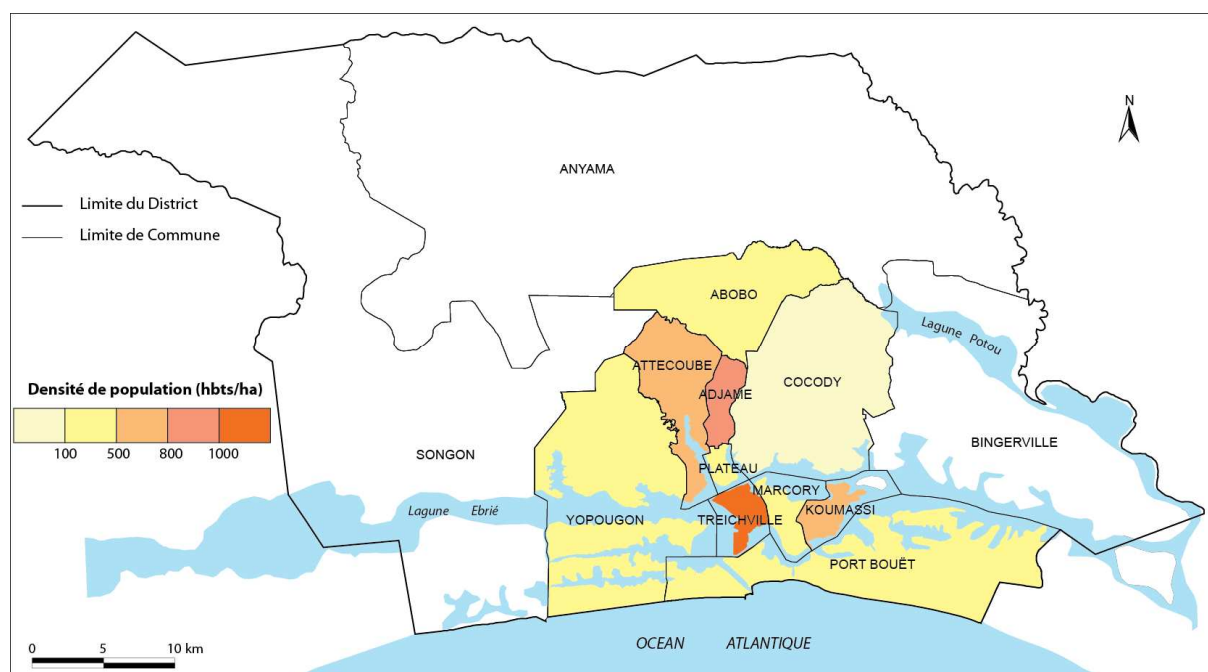 N
ANYAMA
Limite du District
Limite de Commune
ABOBO
Lagune Potou
ATTECOUBE
COCODY
Densité de population (hbts/ha)
ADJAME
100 500 800 1000
BINGERVILLE
SONGON
PLATEAU
MARCORY
KOUMASSI
Lagune Ebrié
YOPOUGON
TREICHVILLE
PORT BOUËT
OCEAN ATLANTIQUE
0 5 10 km